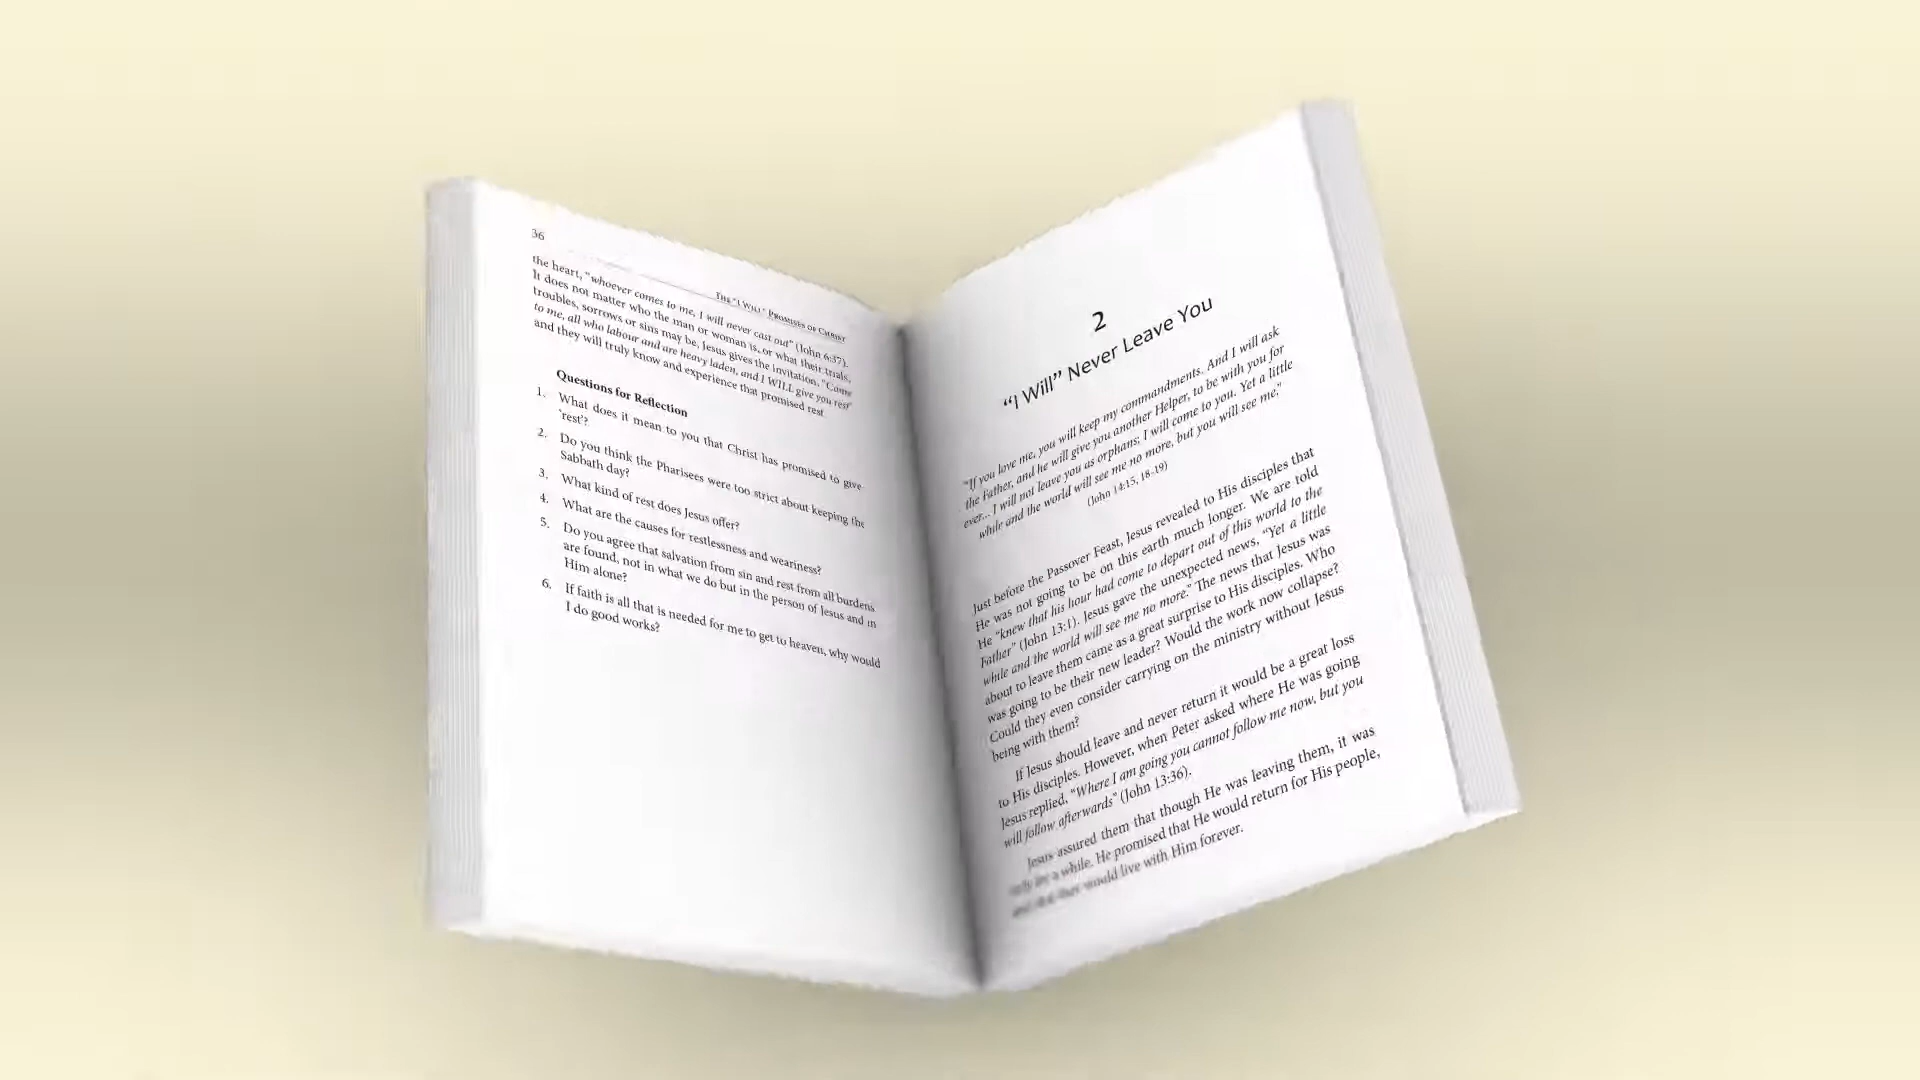 36
THE "I WILL" PROMISES OF CHRIST
the heart, "whoever comes to me, I will never cast out" (John 6:37).
It does not matter who the man or woman is, or what their trials,
troubles, sorrows or sins may be, Jesus gives the invitation, "Come
to me, all who labour and are heavy laden, and I WILL give you rest"
and they will truly know and experience that promised rest
Questions for Reflection
1. What does it mean to you that Christ has promised to give
'rest'?
2. Do you think the Pharisees were too strict about keeping the
Sabbath day?
3. What kind of rest does Jesus offer?
4. What are the causes for restlessness and weariness?
5. Do you agree that salvation from sin and rest from all burdens
are found, not in what we do but in the person of Jesus and in
Him alone?
6. If faith is all that is needed for me to get to heaven, why would
I do good works?
2
"I Will" Never Leave You
"If you love me, you will keep my commandments. And I will ask
the Father, and he will give you another Helper, to be with you for
ever... I will not leave you as orphans; I will come to you. Yet a little
while and the world will see me no more, but you will see me."
(John 14:15, 18-19)
Just before the Passover Feast, Jesus revealed to His disciples that
He was not going to be on this earth much longer. We are told
He "knew that his hour had come to depart out of this world to the
Father" (John 13:1). Jesus gave the unexpected news, "Yet a little
while and the world will see me no more." The news that Jesus was
about to leave them came as a great surprise to His disciples. Who
was going to be their new leader? Would the work now collapse?
Could they even consider carrying on the ministry without Jesus
being with them?
If Jesus should leave and never return it would be a great loss
to His disciples. However, when Peter asked where He was going
Jesus replied, "Where I am going you cannot follow me now, but you
will follow afterwards" (John 13:36).
Jesus assured them that though He was leaving them, it was
a while. He promised that He would return for His people,
would live with Him forever.